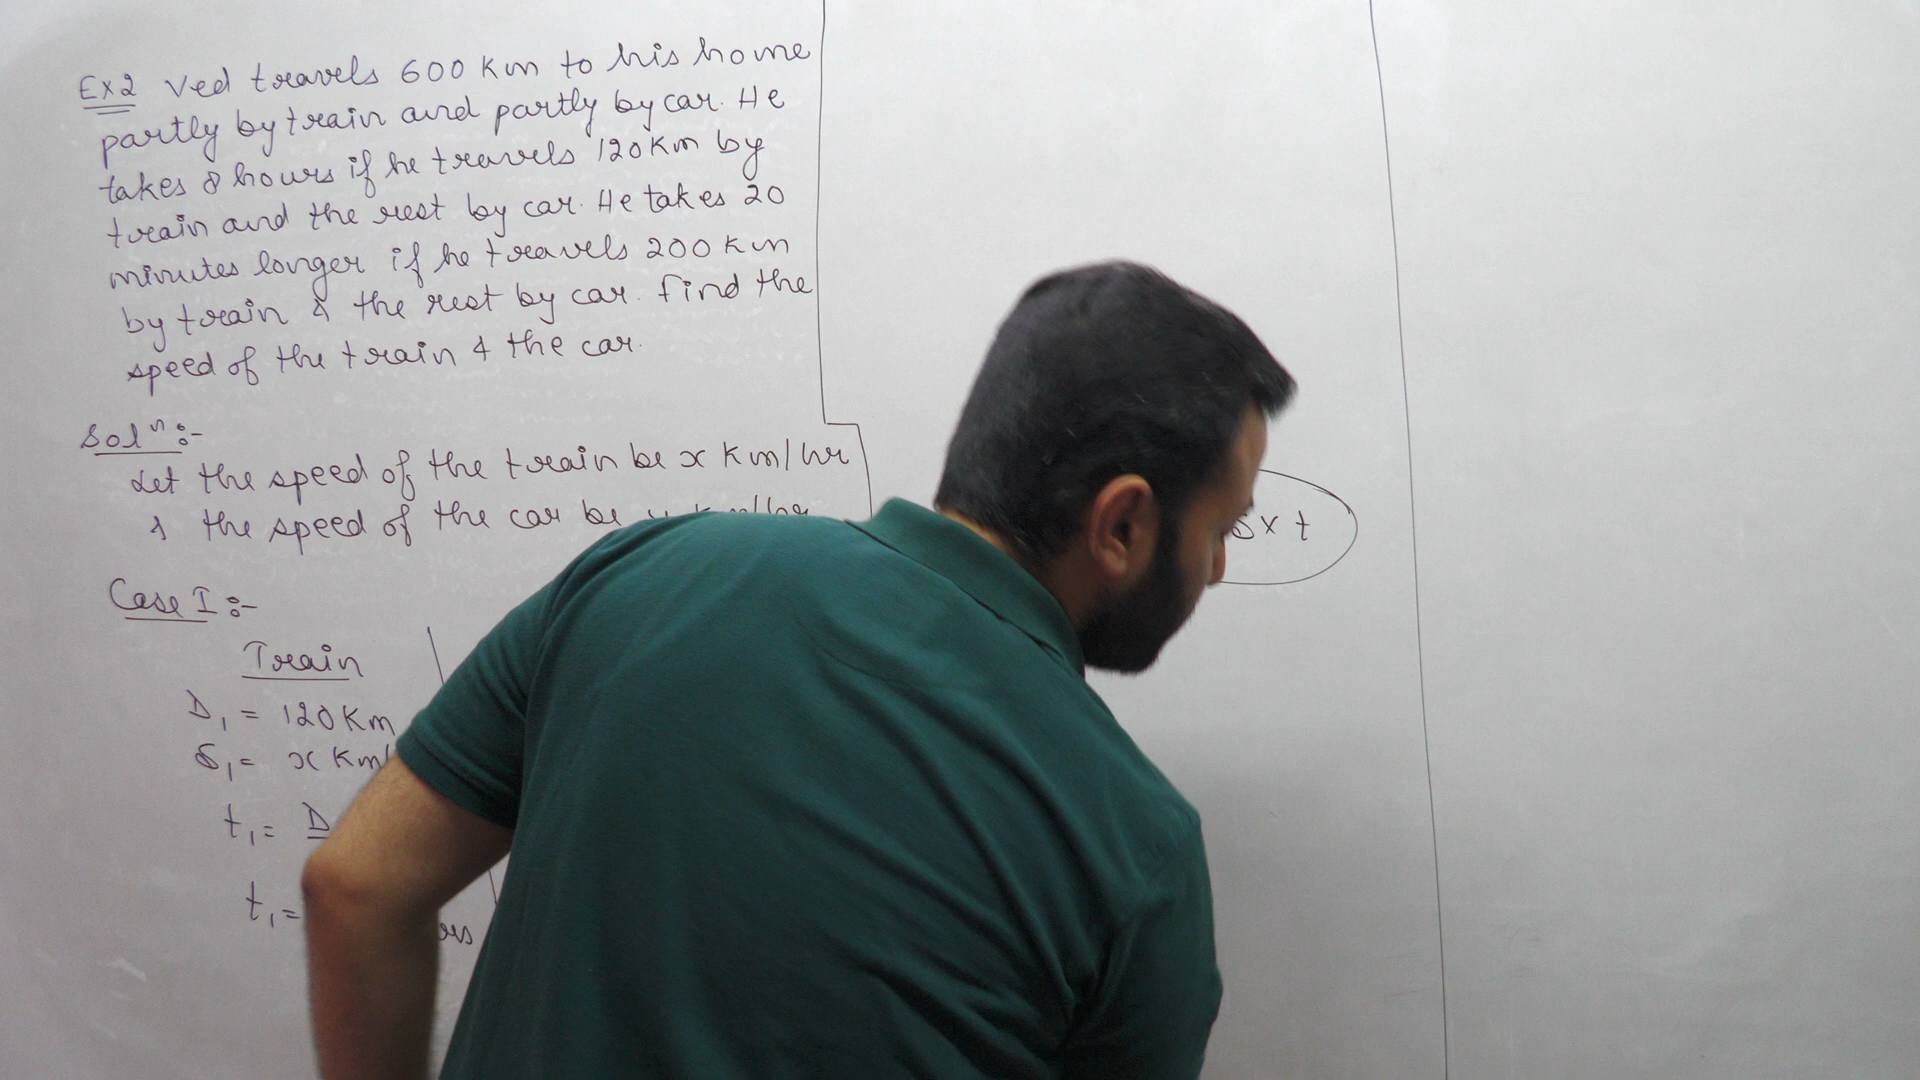 Ex2 Ved travels 600 Km to his home
partly by train and partly by car. He
takes 8 hours if he travels 120 Km by
train and the rest by car. He takes 20
minutes longer if he travels 200 Km
by train & the rest by car. Find the
speed of the train & the car.
Solⁿ:-
Let the speed of the train be x Km/hr
& the speed of the car be y Km/hr
Case I :-
Train
D₁ = 120 Km
S₁ = x Km/
t₁ = D
t₁ =
S x t